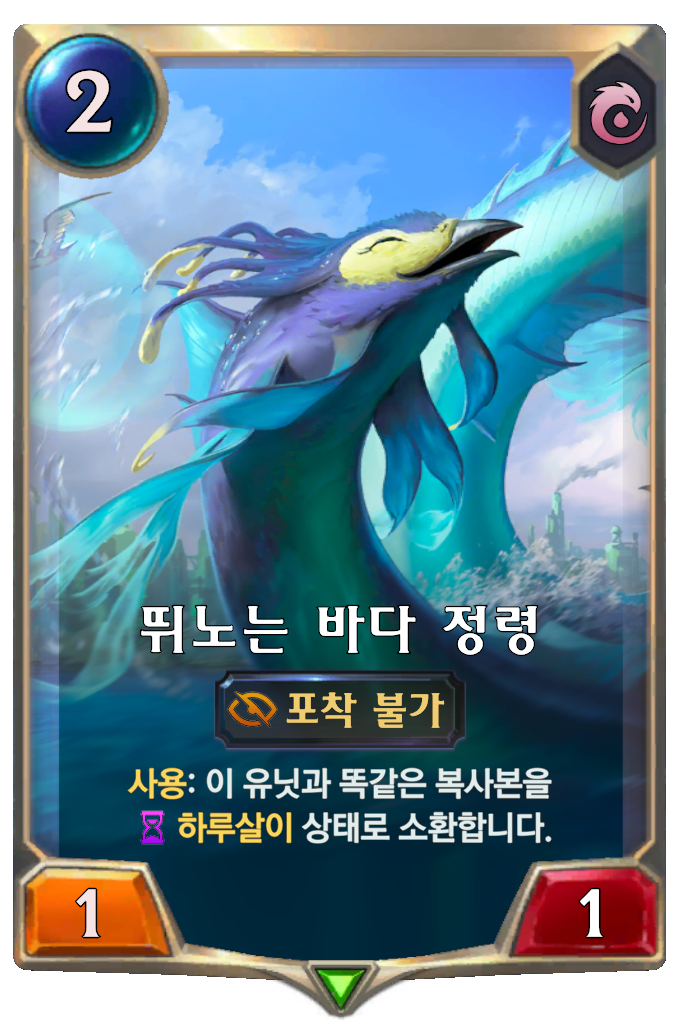 2
뛰노는 바다 정령
포착 불가
사용: 이 유닛과 똑같은 복사본을
하루살이 상태로 소환합니다.
1
1